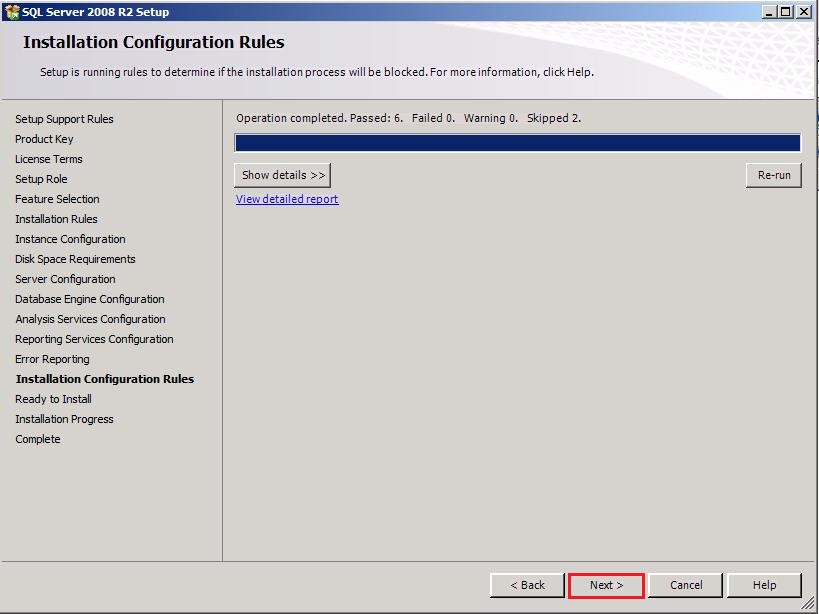 SQL Server 2008 R2 Setup
Installation Configuration Rules
Setup is running rules to determine if the installation process will be blocked. For more information, click Help.
Setup Support Rules
Product Key
License Terms
Setup Role
Feature Selection
Installation Rules
Instance Configuration
Disk Space Requirements
Server Configuration
Database Engine Configuration
Analysis Services Configuration
Reporting Services Configuration
Error Reporting
Installation Configuration Rules
Ready to Install
Installation Progress
Complete
Operation completed. Passed: 6.   Failed 0.   Warning 0.   Skipped 2.
Show details >>
Re-run
View detailed report
< Back
Next >
Cancel
Help